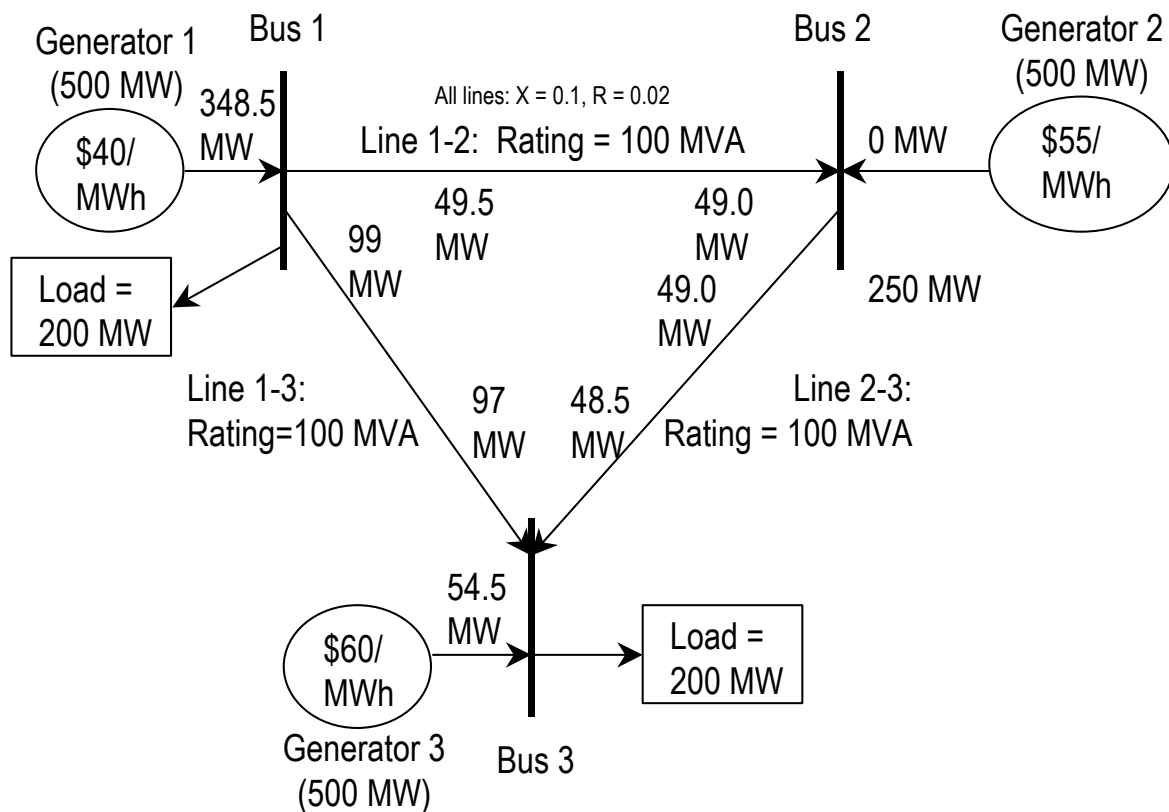 Bus 1
Bus 2
Generator 1
(500 MW)
Generator 2
(500 MW)
348.5
MW
All lines: X = 0.1, R = 0.02
Line 1-2:  Rating = 100 MVA
0 MW
$40/
MWh
$55/
MWh
49.5
MW
49.0
MW
99
MW
49.0
MW
250 MW
Load =
200 MW
Line 1-3:
Rating=100 MVA
97
MW
48.5
MW
Line 2-3:
Rating = 100 MVA
54.5
MW
$60/
MWh
Load =
200 MW
Generator 3
(500 MW)
Bus 3